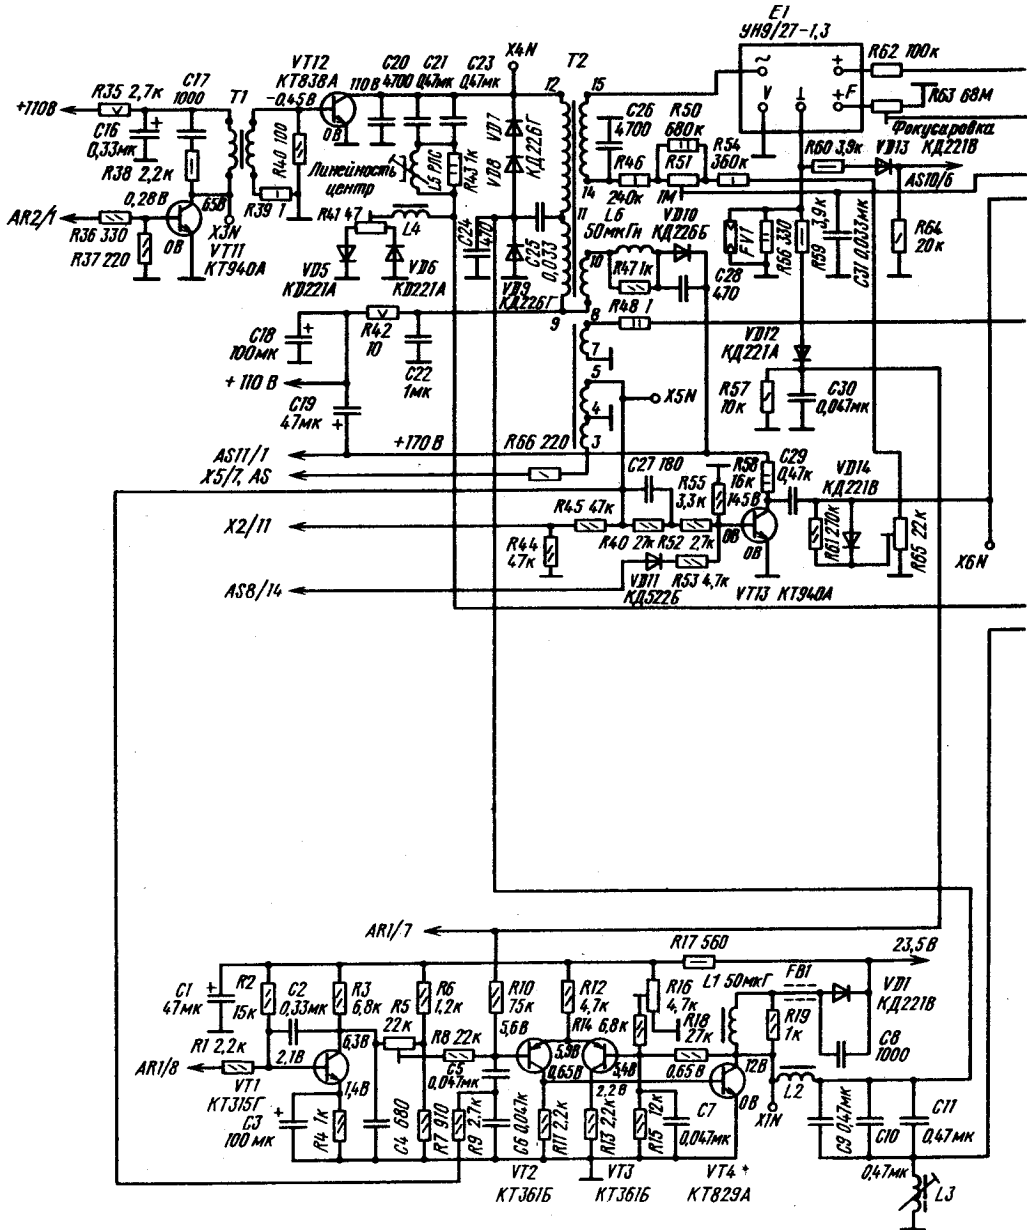 E1
УН9/27-1,3
R62 100к
R63 68М
+F
V
Фокусировка
VD13 КД221В
R60 3,9к
AS10/6
X4N
T2
VT12
КТ838А
-0,45В
110В
C20
4700
C21
0,47мк
C23
0,47мк
12
15
C17
1000
R35 2,7к
T1
+110В
C16
0,33мк
R38 2,2к
R40 100
0В
Линейность
центр
L5 РЛС
R43 1к
VD7
VD8
КД226Г
C26
4700
R50
680к
R46
240к
R51
1М
R54
360к
14
11
0,28В
65В
R39 1
AR2/1
R36 330
R37 220
0В
X3N
VT11
КТ940А
R41 47
L4
VD5
КD221А
VD6
КD221А
C24
470
C25
0,033
VD9
КД226Г
L6
50мкГн
VD10
КД226Б
10
R47 1к
C28
470
FV1
R66 330
R59
3,9к
C31 0,033мк
R64
20к
C18
100мк
R42
10
C22
1мк
9
8
R48 1
7
VD12
КД221А
+110 В
C19
47мк
5
4
3
X5N
R57
10к
C30
0,047мк
+170В
R66 220
AS11/1
X5/7, AS
C27 180
R55
3,3к
R58
16к
145В
C29
0,47к
VD14
КД221В
X2/11
R45 47к
R44
47к
R40 27к
R52 2,7к
0В
0В
R61 270к
R65 22к
X6N
VD11
КД522Б
R53 4,7к
VT13 КТ940А
AS8/14
AR1/7
R17 560
23,5В
C1
47мк
R2
15к
C2
0,33мк
R3
6,8к
R5
22к
R6
1,2к
R10
75к
5,6В
R12
4,7к
R14 6,8к
R16
4,7к
L1 50мкГ
FB1
VD1
КД221В
R18
27к
R19
1к
C8
1000
R1 2,2к
2,1В
6,3В
R8 22к
C5
0,047мк
5,9В
0,65В
5,4В
2,2В
0,65В
12В
0В
AR1/8
VT1
КТ315Г
1,4В
C3
100мк
R4 1к
C4 680
R7 910
R9 2,7к
C6 0,047к
R11 2,2к
R13 2,2к
R15 12к
C7
0,047мк
X1N
L2
C9 0,47мк
C10
0,47мк
C11
0,47мк
VT2
КТ361Б
VT3
КТ361Б
VT4
КТ829А
L3